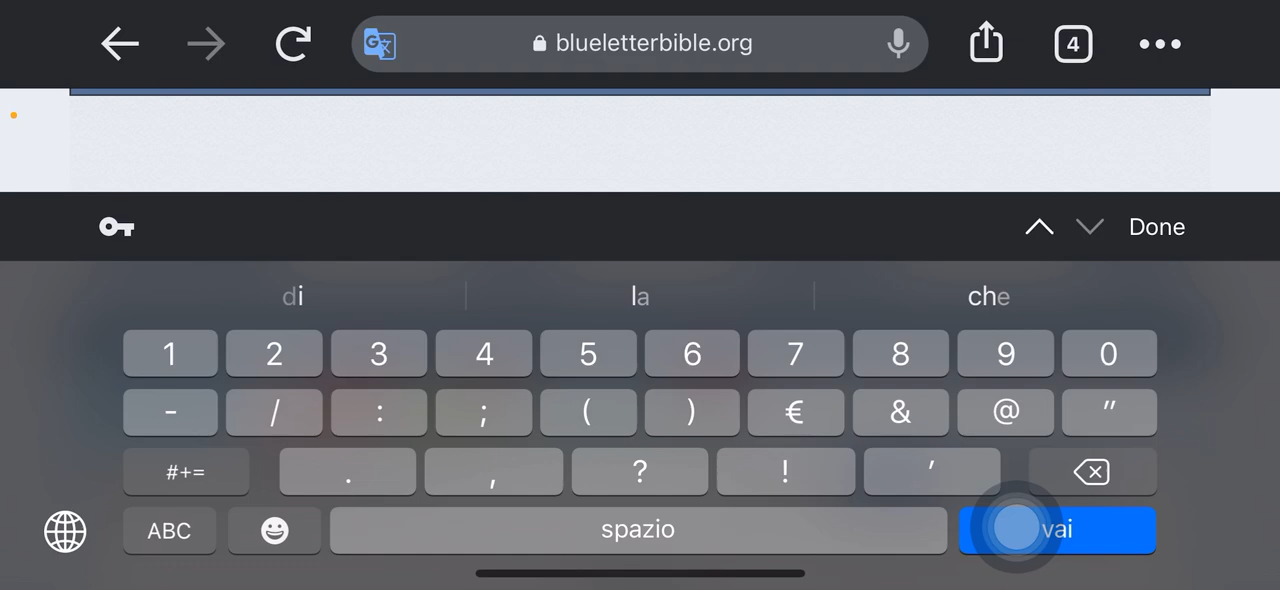 blueletterbible.org 4
Done
di la che
1 2 3 4 5 6 7 8 9 0
- / : ; ( ) € & @ "
#+= . , ? ! '
ABC spazio vai